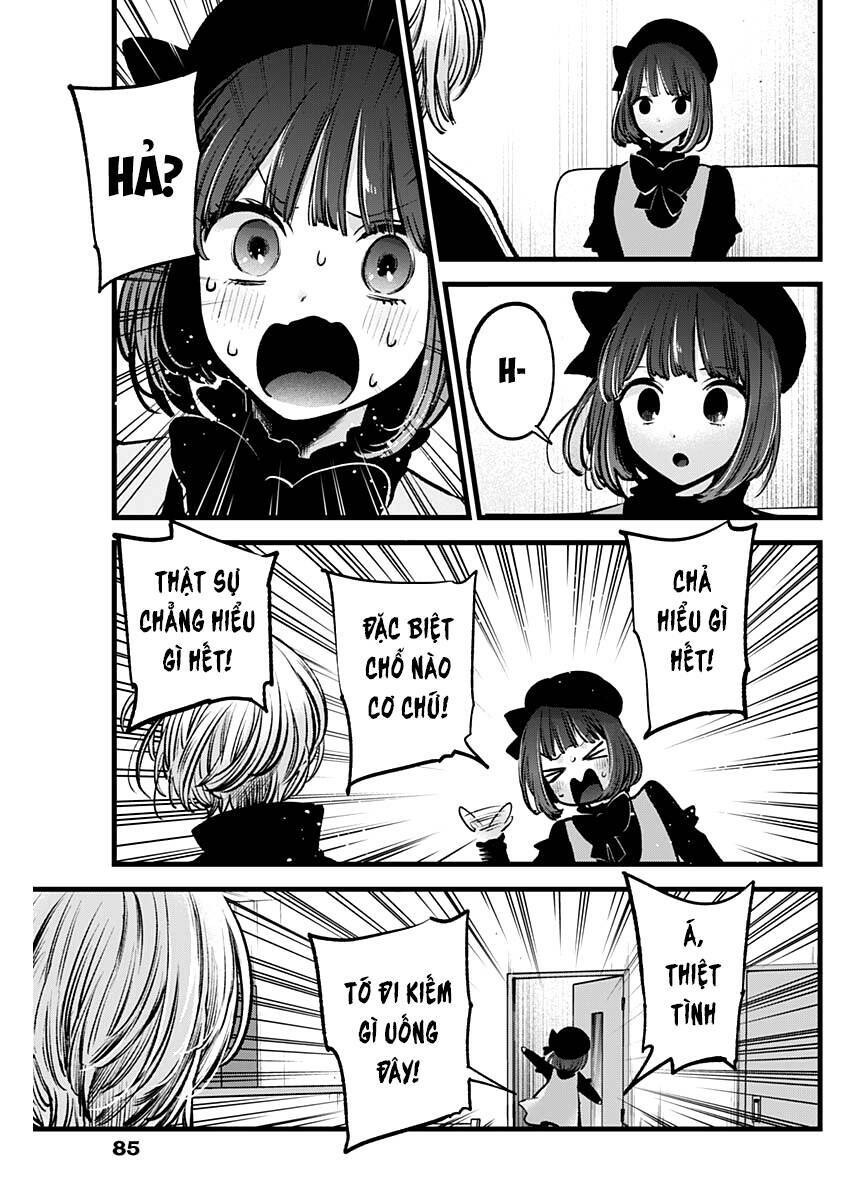 H-
HẢ?
CHẢ
HIỂU GÌ
HẾT!
ĐẶC BIỆT
CHỖ NÀO
CƠ CHỨ!
THẬT SỰ
CHẲNG HIỂU
GÌ HẾT!
Á,
THIỆT
TÌNH
TỚ ĐI KIẾM
GÌ UỐNG
ĐÂY!
85